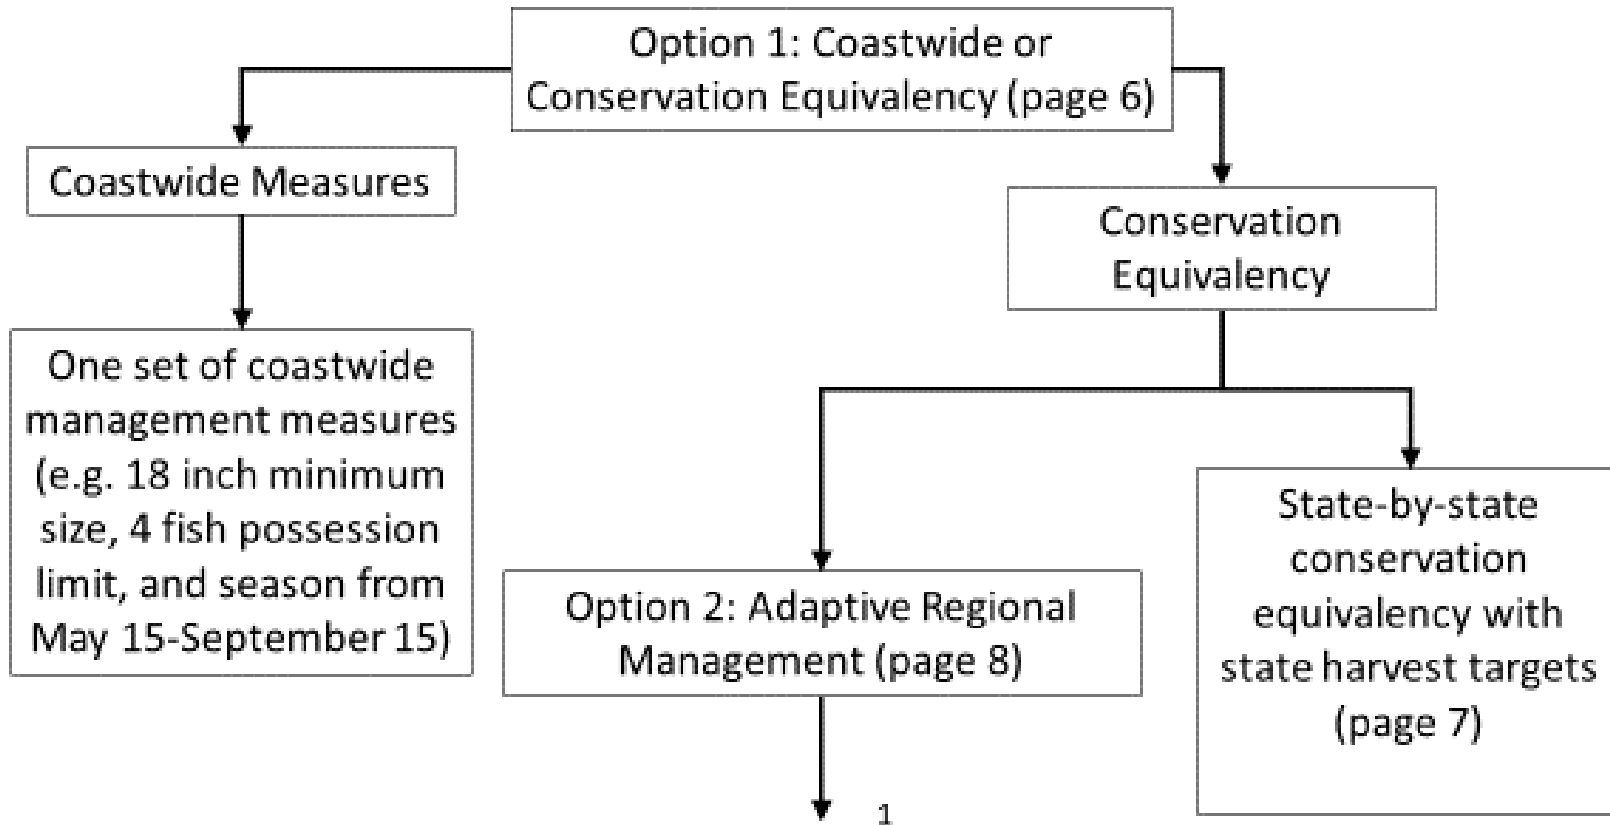 Option 1: Coastwide or
Conservation Equivalency (page 6)
Coastwide Measures
Conservation
Equivalency
One set of coastwide
management measures
(e.g. 18 inch minimum
size, 4 fish possession
limit, and season from
May 15-September 15)
Option 2: Adaptive Regional
Management (page 8)
State-by-state
conservation
equivalency with
state harvest targets
(page 7)
1